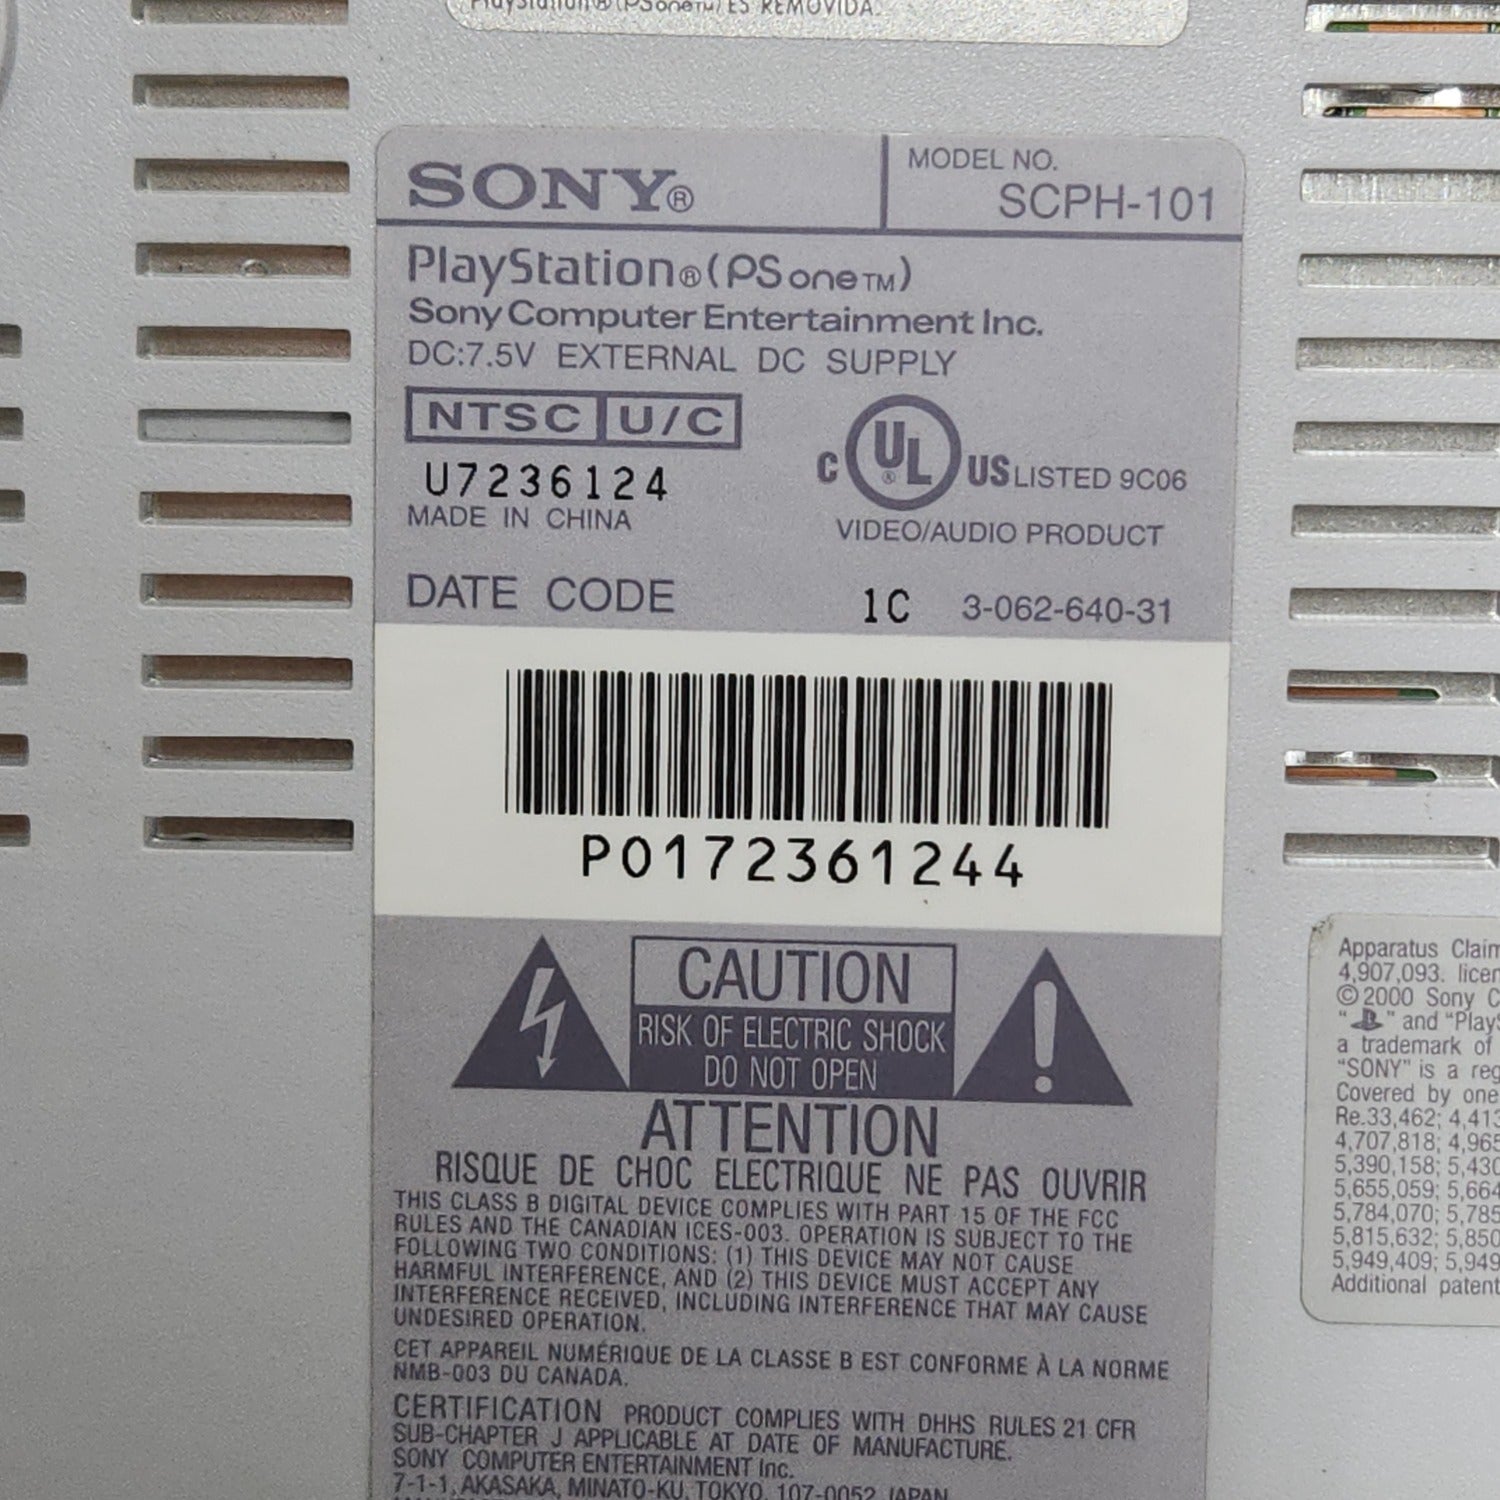 PlayStation®(PSone™) ES REMOVIDA.
SONY®
MODEL NO.
SCPH-101
PlayStation®(PSone™)
Sony Computer Entertainment Inc.
DC:7.5V EXTERNAL DC SUPPLY
NTSC U/C
U7236124
MADE IN CHINA
C UL® US LISTED 9C06
VIDEO/AUDIO PRODUCT
DATE CODE 1C 3-062-640-31
P0172361244
CAUTION
RISK OF ELECTRIC SHOCK
DO NOT OPEN
ATTENTION
RISQUE DE CHOC ELECTRIQUE NE PAS OUVRIR
THIS CLASS B DIGITAL DEVICE COMPLIES WITH PART 15 OF THE FCC
RULES AND THE CANADIAN ICES-003. OPERATION IS SUBJECT TO THE
FOLLOWING TWO CONDITIONS: (1) THIS DEVICE MAY NOT CAUSE
HARMFUL INTERFERENCE, AND (2) THIS DEVICE MUST ACCEPT ANY
INTERFERENCE RECEIVED, INCLUDING INTERFERENCE THAT MAY CAUSE
UNDESIRED OPERATION.
CET APPAREIL NUMÉRIQUE DE LA CLASSE B EST CONFORME À LA NORME
NMB-003 DU CANADA.
CERTIFICATION PRODUCT COMPLIES WITH DHHS RULES 21 CFR
SUB-CHAPTER J APPLICABLE AT DATE OF MANUFACTURE.
SONY COMPUTER ENTERTAINMENT Inc.
7-1-1, AKASAKA, MINATO-KU, TOKYO, 107-0052 JAPAN
Apparatus Claim
4,907,093. licen
©2000 Sony C
" " and "PlayS
a trademark of
"SONY" is a reg
Covered by one
Re.33,462; 4,413
4,707,818; 4,965
5,390,158; 5,430
5,655,059; 5,664
5,784,070; 5,785
5,815,632; 5,850
5,949,409; 5,949
Additional patent